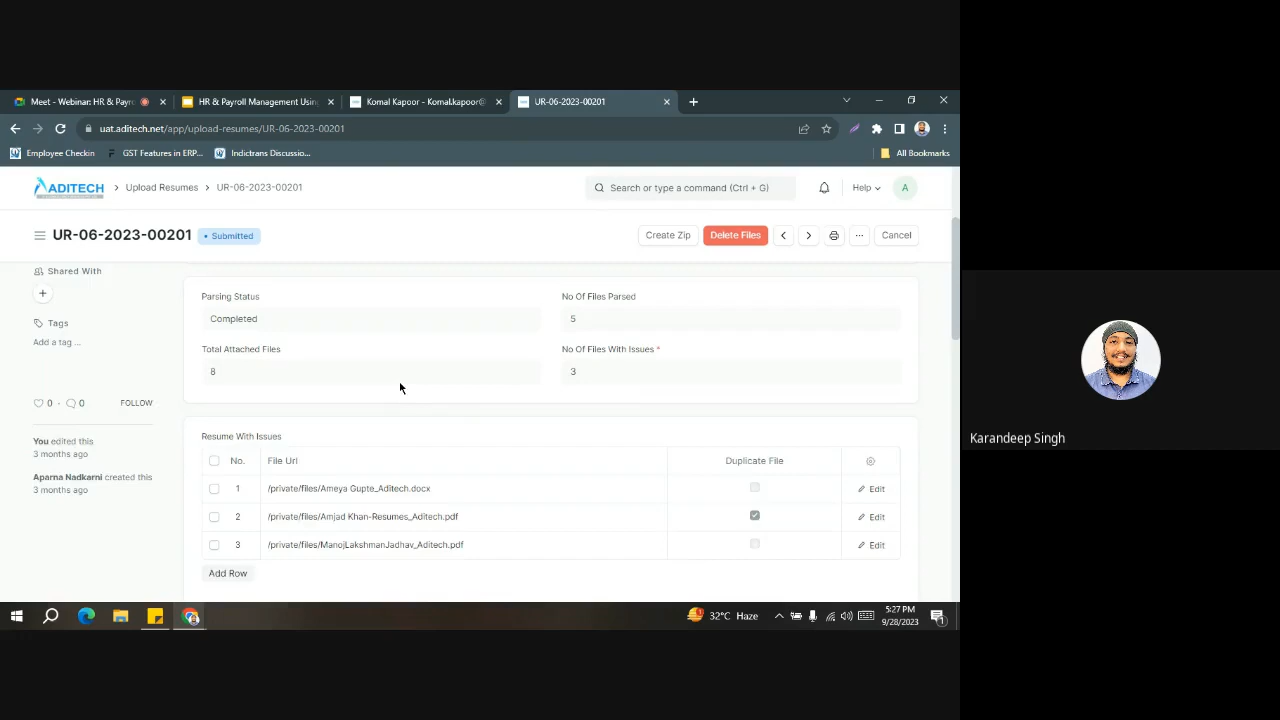 Meet - Webinar: HR & Payro
HR & Payroll Management Using
Komal Kapoor - Komal.kapoor@
UR-06-2023-00201
uat.aditech.net/app/upload-resumes/UR-06-2023-00201
Employee Checkin
GST Features in ERP...
Indictrans Discussio...
All Bookmarks
ADITECH
Upload Resumes
UR-06-2023-00201
Search or type a command (Ctrl + G)
Help
A
UR-06-2023-00201
• Submitted
Create Zip
Delete Files
...
Cancel
Shared With
+
Tags
Add a tag ...
0 · 0
FOLLOW
You edited this
3 months ago
Aparna Nadkarni created this
3 months ago
Parsing Status
Completed
No Of Files Parsed
5
Total Attached Files
8
No Of Files With Issues *
3
Resume With Issues
No. File Url Duplicate File
1 /private/files/Ameya Gupte_Aditech.docx Edit
2 /private/files/Amjad Khan-Resumes_Aditech.pdf Edit
3 /private/files/ManojLakshmanJadhav_Aditech.pdf Edit
Add Row
32°C Haze
5:27 PM
9/28/2023
1
Karandeep Singh